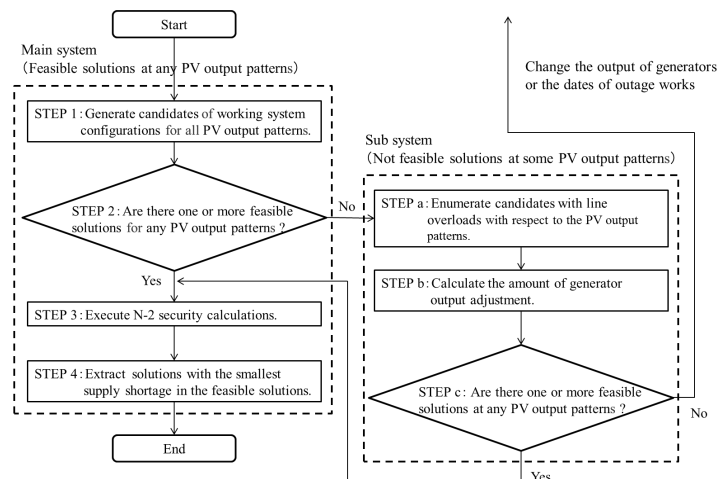 Start
Main system
(Feasible solutions at any PV output patterns)
STEP 1 : Generate candidates of working system
configurations for all PV output patterns.
STEP 2 : Are there one or more feasible
solutions for any PV output patterns ?
No
Yes
STEP 3 : Execute N-2 security calculations.
STEP 4 : Extract solutions with the smallest
supply shortage in the feasible solutions.
End
Change the output of generators
or the dates of outage works
Sub system
(Not feasible solutions at some PV output patterns)
STEP a : Enumerate candidates with line
overloads with respect to the PV output
patterns.
STEP b : Calculate the amount of generator
output adjustment.
STEP c : Are there one or more feasible
solutions at any PV output patterns ?
No
Yes